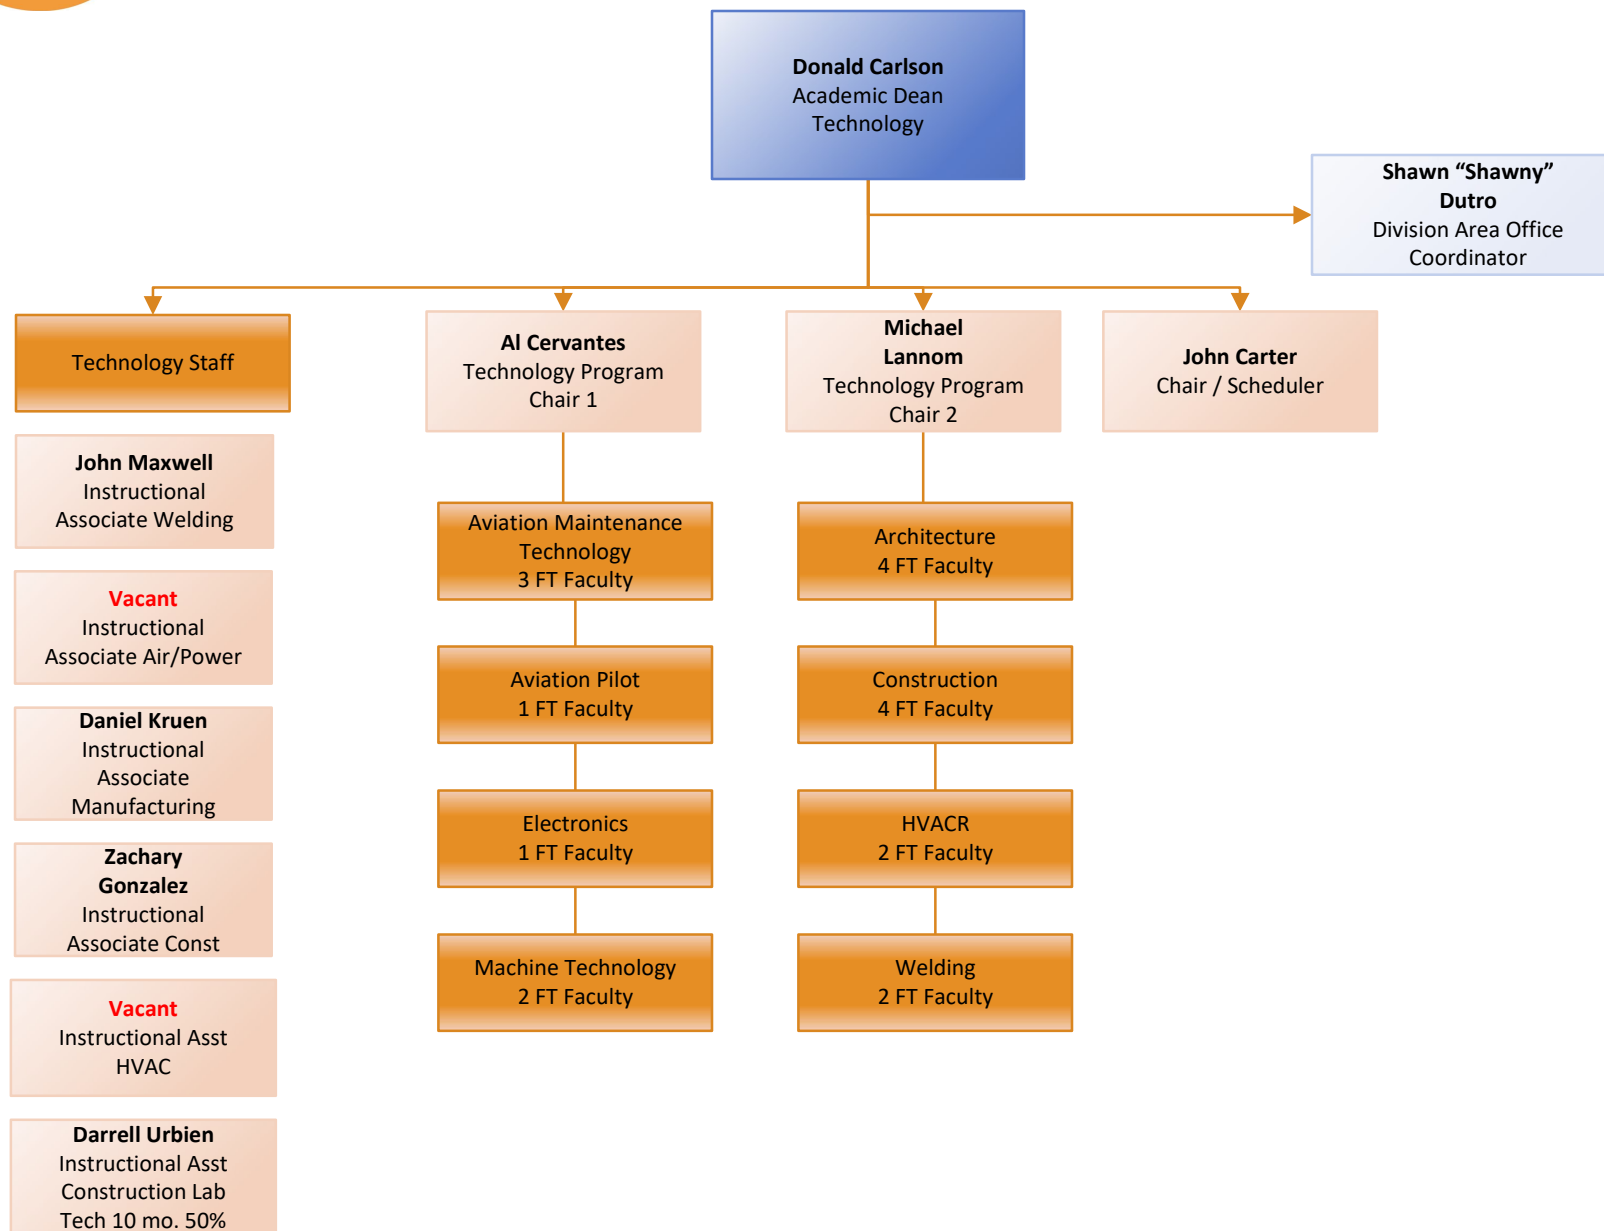 Donald Carlson
Academic Dean
Technology
Shawn “Shawny”
Dutro
Division Area Office
Coordinator
Technology Staff
Al Cervantes
Technology Program
Chair 1
Michael
Lannom
Technology Program
Chair 2
John Carter
Chair / Scheduler
John Maxwell
Instructional
Associate Welding
Vacant
Instructional
Associate Air/Power
Daniel Kruen
Instructional
Associate
Manufacturing
Zachary
Gonzalez
Instructional
Associate Const
Vacant
Instructional Asst
HVAC
Darrell Urbien
Instructional Asst
Construction Lab
Tech 10 mo. 50%
Aviation Maintenance
Technology
3 FT Faculty
Aviation Pilot
1 FT Faculty
Electronics
1 FT Faculty
Machine Technology
2 FT Faculty
Architecture
4 FT Faculty
Construction
4 FT Faculty
HVACR
2 FT Faculty
Welding
2 FT Faculty